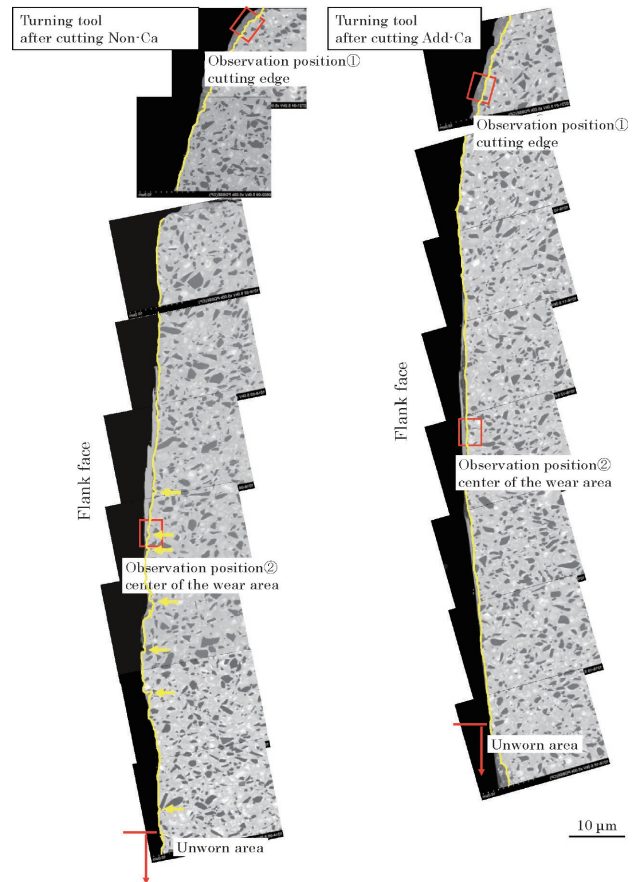 Turning tool
after cutting Non-Ca
Observation position①
cutting edge
Flank face
Observation position②
center of the wear area
Unworn area
Turning tool
after cutting Add-Ca
Observation position①
cutting edge
Flank face
Observation position②
center of the wear area
Unworn area
10 µm